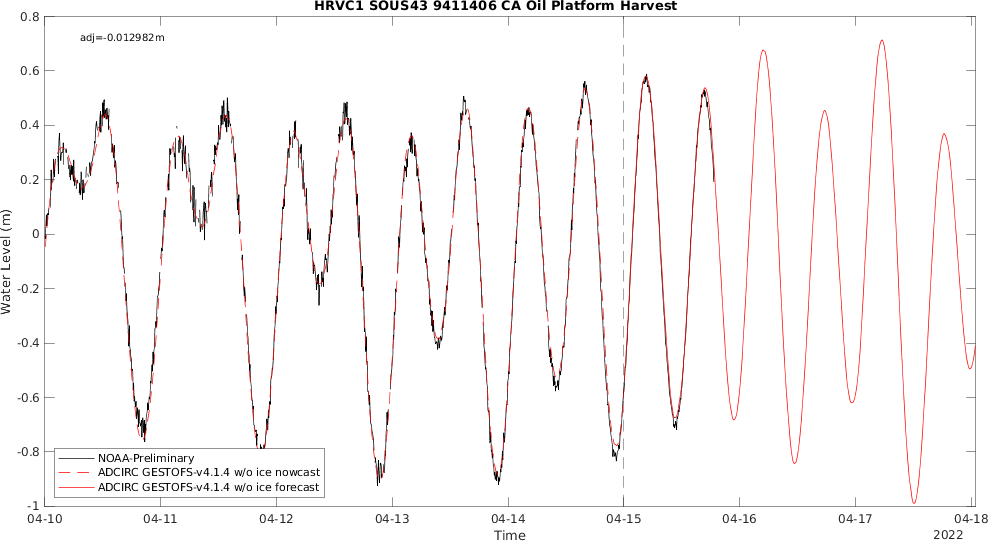 HRVC1 SOUS43 9411406 CA Oil Platform Harvest
adj=-0.012982m
0.8
0.6
0.4
0.2
0
-0.2
-0.4
-0.6
-0.8
-1
Water Level (m)
NOAA-Preliminary
ADCIRC GESTOFS-v4.1.4 w/o ice nowcast
ADCIRC GESTOFS-v4.1.4 w/o ice forecast
04-10 04-11 04-12 04-13 04-14 04-15 04-16 04-17 04-18
Time
2022